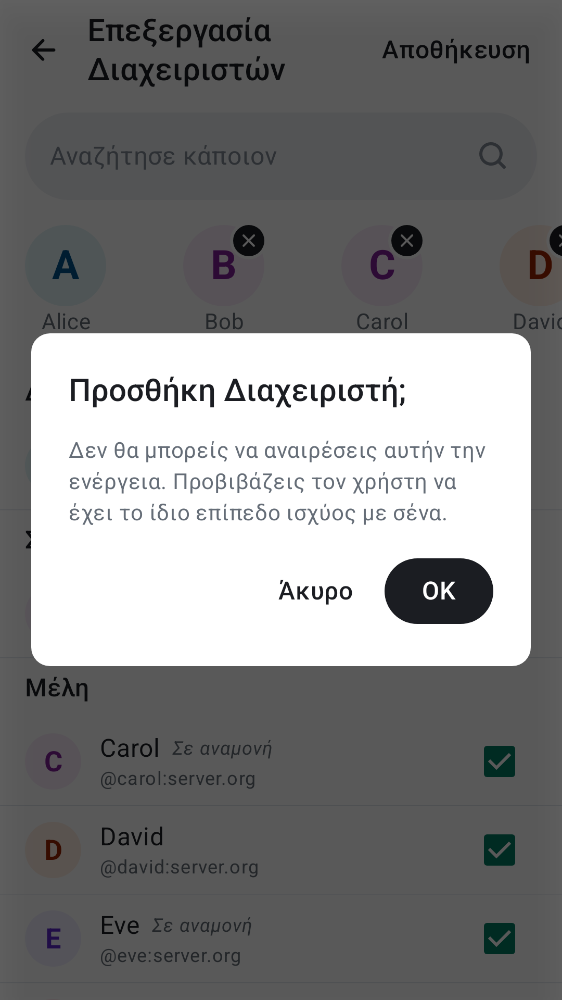 Επεξεργασία
Διαχειριστών
Αποθήκευση
Αναζήτησε κάποιον
A
B
C
D
Alice
Bob
Carol
Προσθήκη Διαχειριστή;
Δεν θα μπορείς να αναιρέσεις αυτήν την
ενέργεια. Προβιβάζεις τον χρήστη να
έχει το ίδιο επίπεδο ισχύος με σένα.
Άκυρο
OK
Μέλη
C
Carol Σε αναμονή
@carol:server.org
D
David
@david:server.org
E
Eve Σε αναμονή
@eve:server.org